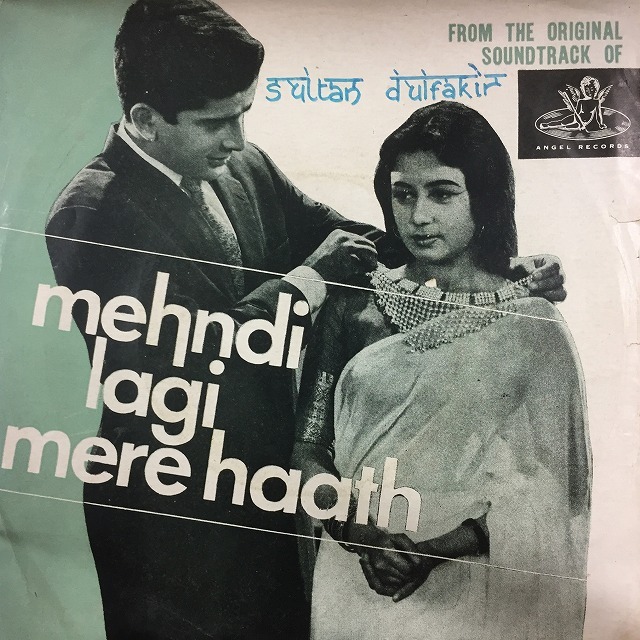 FROM THE ORIGINAL
SOUNDTRACK OF
sultan dulfakir
ANGEL RECORDS
mehndi
lagi
mere haath